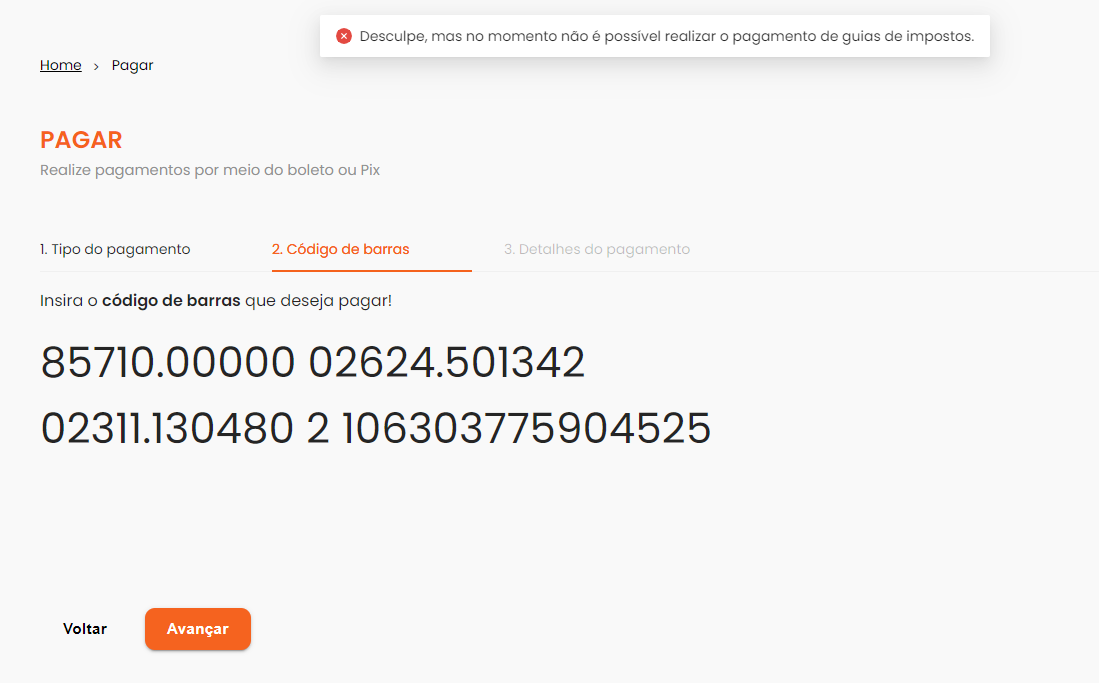 Desculpe, mas no momento não é possível realizar o pagamento de guias de impostos.
Home > Pagar
PAGAR
Realize pagamentos por meio do boleto ou Pix
1. Tipo do pagamento 2. Código de barras 3. Detalhes do pagamento
Insira o código de barras que deseja pagar!
85710.00000 02624.501342
02311.130480 2 106303775904525
Voltar Avançar